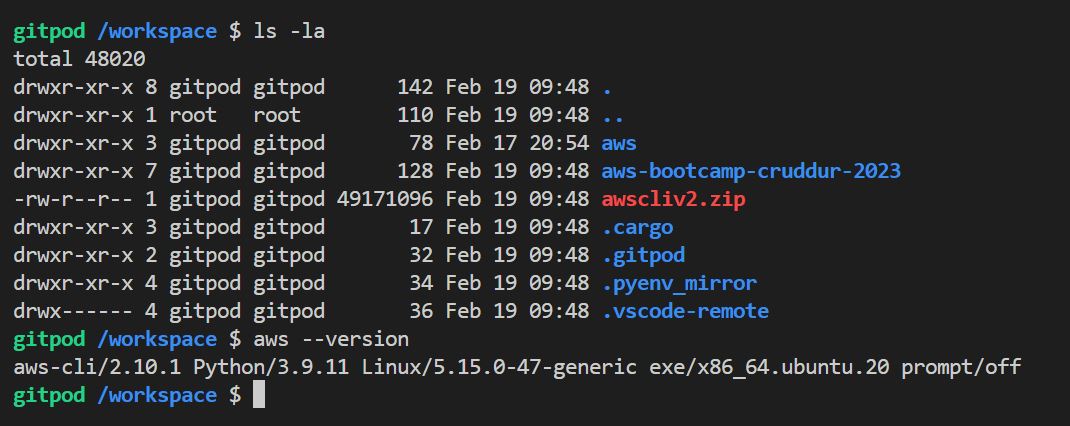 gitpod /workspace $ ls -la
total 48020
drwxr-xr-x 8 gitpod gitpod      142 Feb 19 09:48 .
drwxr-xr-x 1 root   root        110 Feb 19 09:48 ..
drwxr-xr-x 3 gitpod gitpod       78 Feb 17 20:54 aws
drwxr-xr-x 7 gitpod gitpod      128 Feb 19 09:48 aws-bootcamp-cruddur-2023
-rw-r--r-- 1 gitpod gitpod 49171096 Feb 19 09:48 awscliv2.zip
drwxr-xr-x 3 gitpod gitpod       17 Feb 19 09:48 .cargo
drwxr-xr-x 2 gitpod gitpod       32 Feb 19 09:48 .gitpod
drwxr-xr-x 4 gitpod gitpod       34 Feb 19 09:48 .pyenv_mirror
drwx------ 4 gitpod gitpod       36 Feb 19 09:48 .vscode-remote
gitpod /workspace $ aws --version
aws-cli/2.10.1 Python/3.9.11 Linux/5.15.0-47-generic exe/x86_64.ubuntu.20 prompt/off
gitpod /workspace $